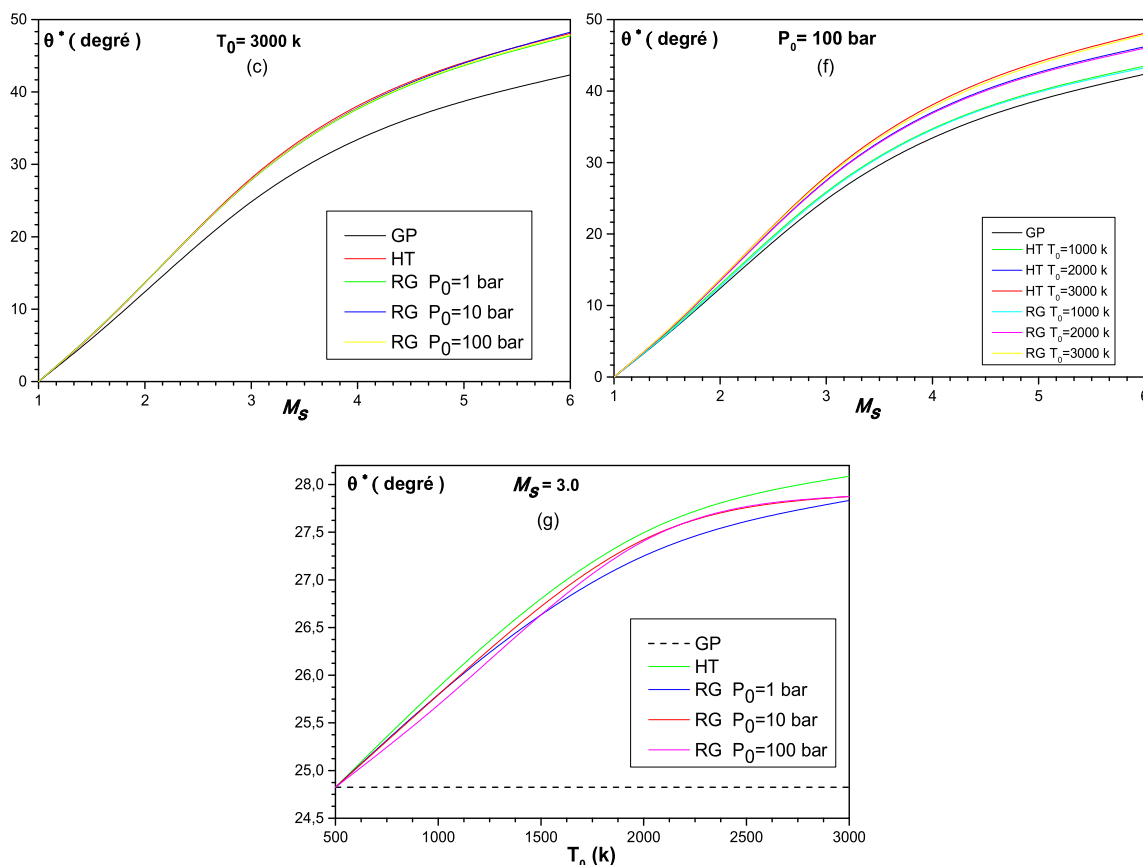 θ* ( degré ) T0= 3000 k
(c)
50
40
30
20
10
0
GP
HT
RG P0=1 bar
RG P0=10 bar
RG P0=100 bar
1 2 3 4 5 6
MS
θ* ( degré ) P0= 100 bar
(f)
50
40
30
20
10
0
GP
HT T0=1000 k
HT T0=2000 k
HT T0=3000 k
RG T0=1000 k
RG T0=2000 k
RG T0=3000 k
1 2 3 4 5 6
MS
θ* ( degré ) MS = 3.0
(g)
28,0
27,5
27,0
26,5
26,0
25,5
25,0
24,5
GP
HT
RG P0=1 bar
RG P0=10 bar
RG P0=100 bar
500 1000 1500 2000 2500 3000
T0 (k)